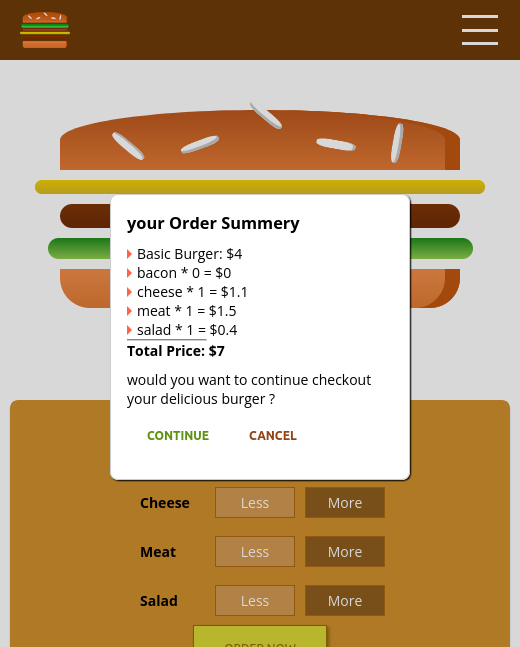 your Order Summery
Basic Burger: $4
bacon * 0 = $0
cheese * 1 = $1.1
meat * 1 = $1.5
salad * 1 = $0.4
Total Price: $7
would you want to continue checkout
your delicious burger ?
CONTINUE CANCEL
Cheese Less More
Meat Less More
Salad Less More
ORDER NOW